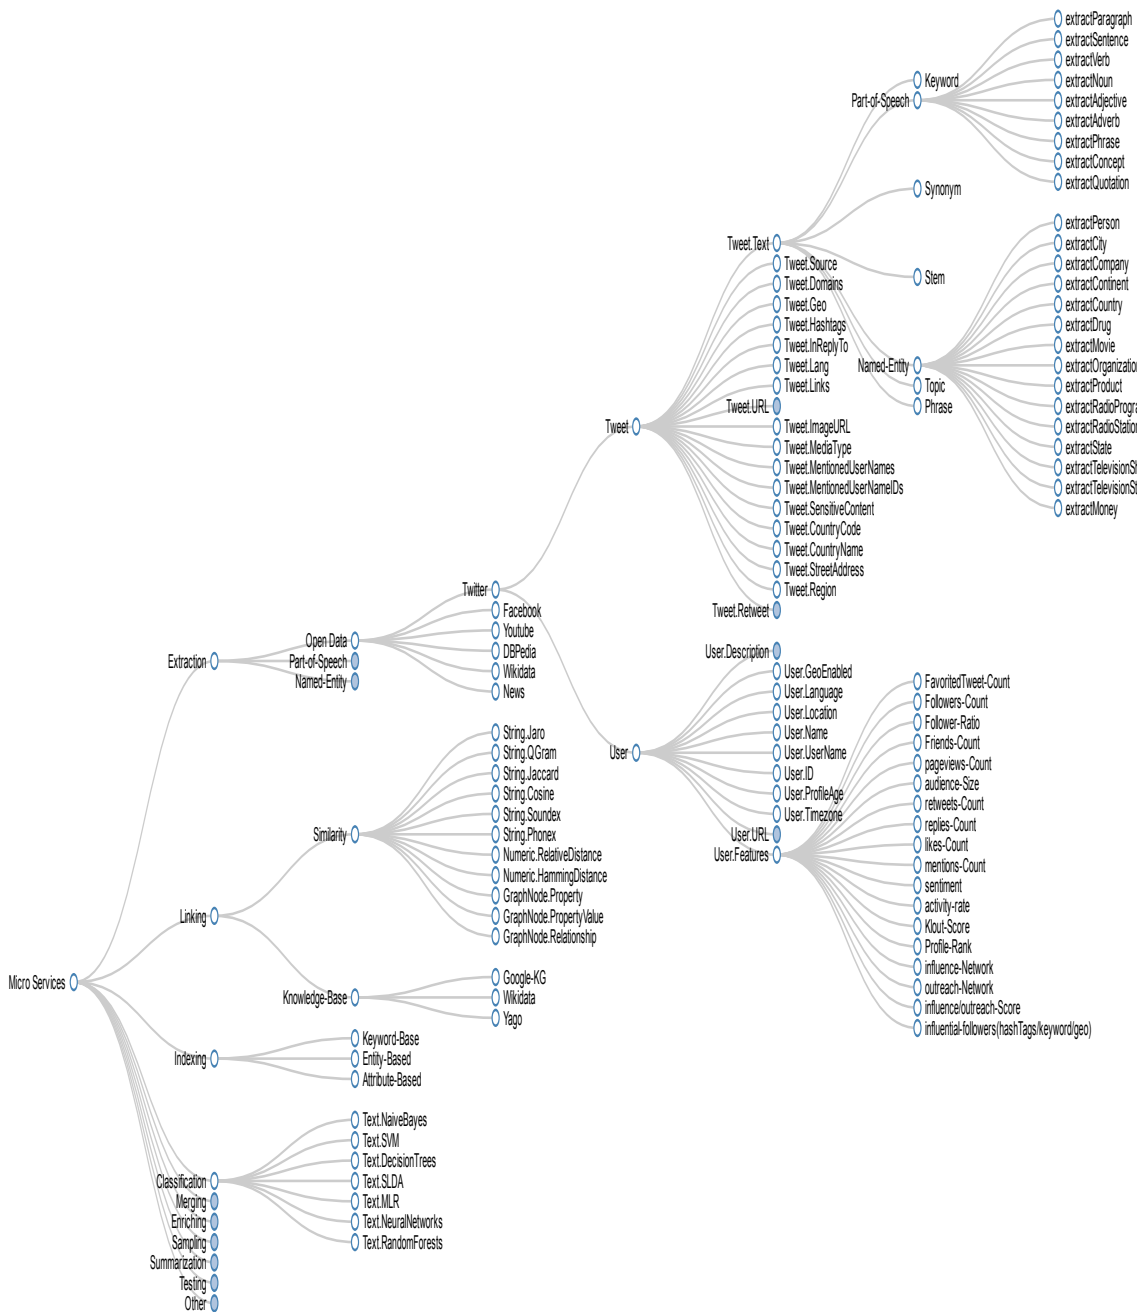 Micro Services
Extraction
Open Data
Twitter
Tweet
Tweet.Text
Keyword
Part-of-Speech
extractParagraph
extractSentence
extractVerb
extractNoun
extractAdjective
extractAdverb
extractPhrase
extractConcept
extractQuotation
Synonym
Stem
Named-Entity
extractPerson
extractCity
extractCompany
extractContinent
extractCountry
extractDrug
extractMovie
extractOrganization
extractProduct
extractRadioProgra
extractRadioStation
extractState
extractTelevisionSh
extractTelevisionSt
extractMoney
Topic
Phrase
Tweet.Source
Tweet.Domains
Tweet.Geo
Tweet.Hashtags
Tweet.InReplyTo
Tweet.Lang
Tweet.Links
Tweet.URL
Tweet.ImageURL
Tweet.MediaType
Tweet.MentionedUserNames
Tweet.MentionedUserNameIDs
Tweet.SensitiveContent
Tweet.CountryCode
Tweet.CountryName
Tweet.StreetAddress
Tweet.Region
Tweet.Retweet
User
User.Description
User.GeoEnabled
User.Language
User.Location
User.Name
User.UserName
User.ID
User.ProfileAge
User.Timezone
User.URL
User.Features
FavoritedTweet-Count
Followers-Count
Follower-Ratio
Friends-Count
pageviews-Count
audience-Size
retweets-Count
replies-Count
likes-Count
mentions-Count
sentiment
activity-rate
Klout-Score
Profile-Rank
influence-Network
outreach-Network
influence/outreach-Score
influential-followers(hashTags/keyword/geo)
Facebook
Youtube
DBPedia
Wikidata
News
Part-of-Speech
Named-Entity
Linking
Similarity
String.Jaro
String.QGram
String.Jaccard
String.Cosine
String.Soundex
String.Phonex
Numeric.RelativeDistance
Numeric.HammingDistance
GraphNode.Property
GraphNode.PropertyValue
GraphNode.Relationship
Knowledge-Base
Google-KG
Wikidata
Yago
Indexing
Keyword-Base
Entity-Based
Attribute-Based
Classification
Text.NaiveBayes
Text.SVM
Text.DecisionTrees
Text.SLDA
Text.MLR
Text.NeuralNetworks
Text.RandomForests
Merging
Enriching
Sampling
Summarization
Testing
Other